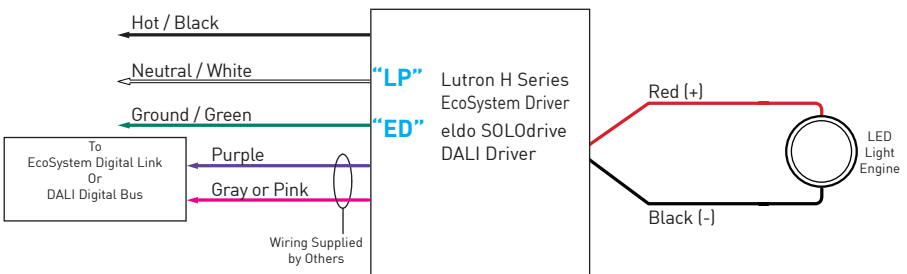 Hot / Black
Neutral / White
Ground / Green
To
EcoSystem Digital Link
Or
DALI Digital Bus
Purple
Gray or Pink
Wiring Supplied
by Others
“LP” Lutron H Series
EcoSystem Driver
“ED” eldo SOLOdrive
DALI Driver
Red (+)
Black (-)
LED
Light
Engine